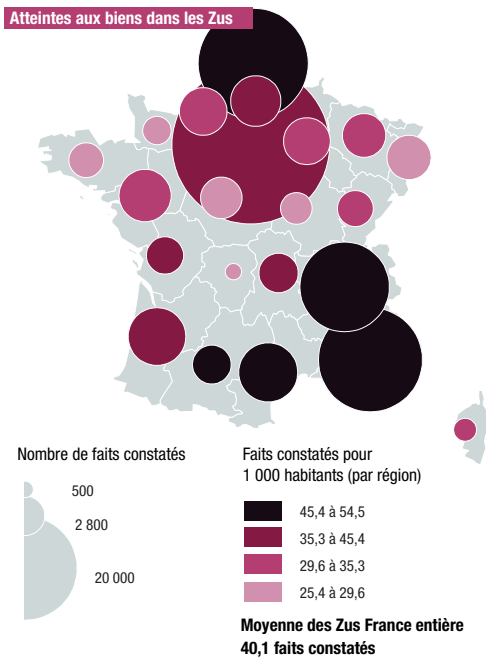 Atteintes aux biens dans les Zus
Nombre de faits constatés
500
2 800
20 000
Faits constatés pour
1 000 habitants (par région)
45,4 à 54,5
35,3 à 45,4
29,6 à 35,3
25,4 à 29,6
Moyenne des Zus France entière
40,1 faits constatés